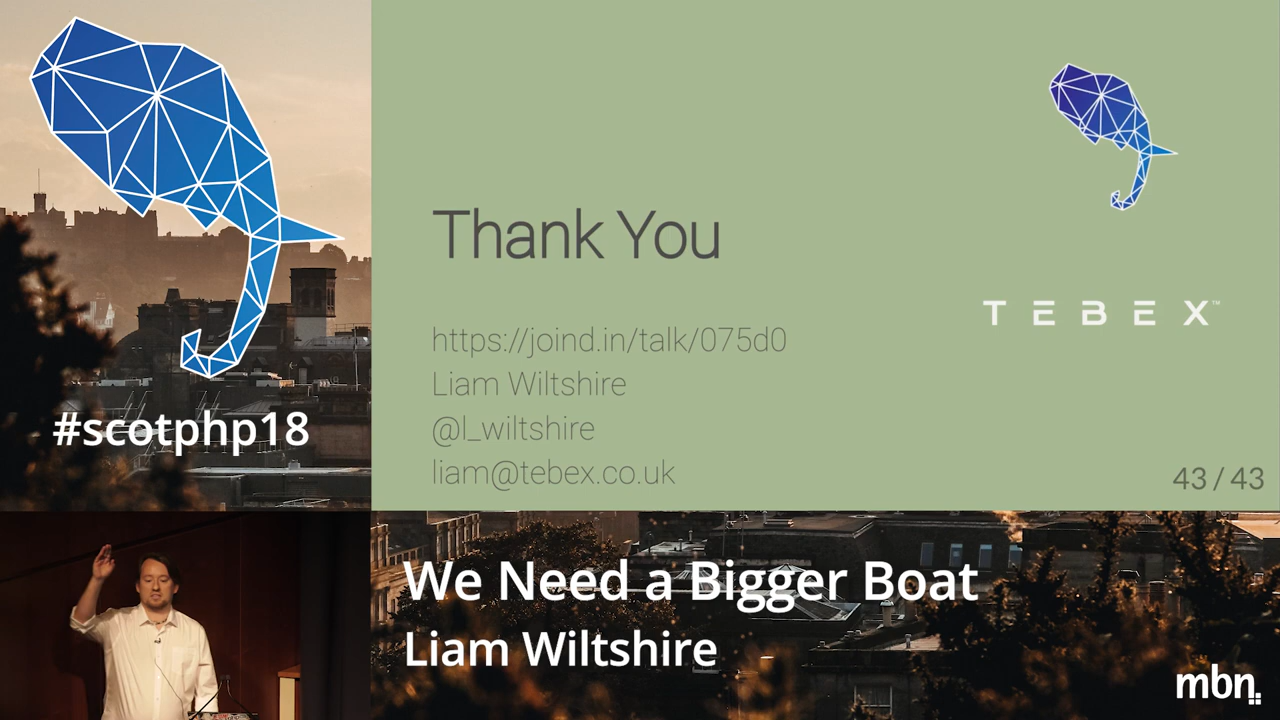 #scotphp18
Thank You
https://joind.in/talk/075d0
Liam Wiltshire
@l_wiltshire
liam@tebex.co.uk
TEBEX™
43 / 43
We Need a Bigger Boat
Liam Wiltshire
mbn